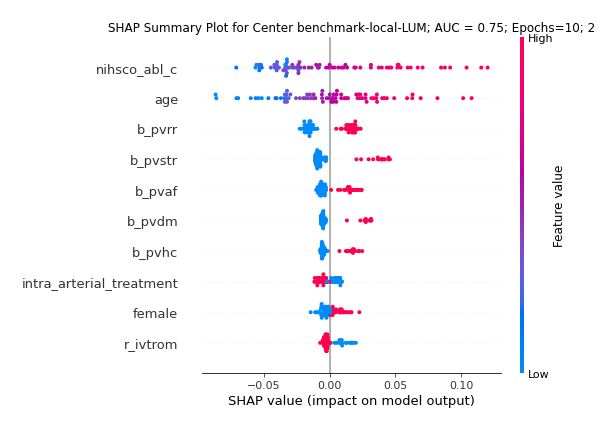 SHAP Summary Plot for Center benchmark-local-LUM; AUC = 0.75; Epochs=10; 2
High
nihsco_abl_c
age
b_pvrr
b_pvstr
b_pvaf
b_pvdm
b_pvhc
intra_arterial_treatment
female
r_ivtrom
Feature value
Low
−0.05 0.00 0.05 0.10
SHAP value (impact on model output)